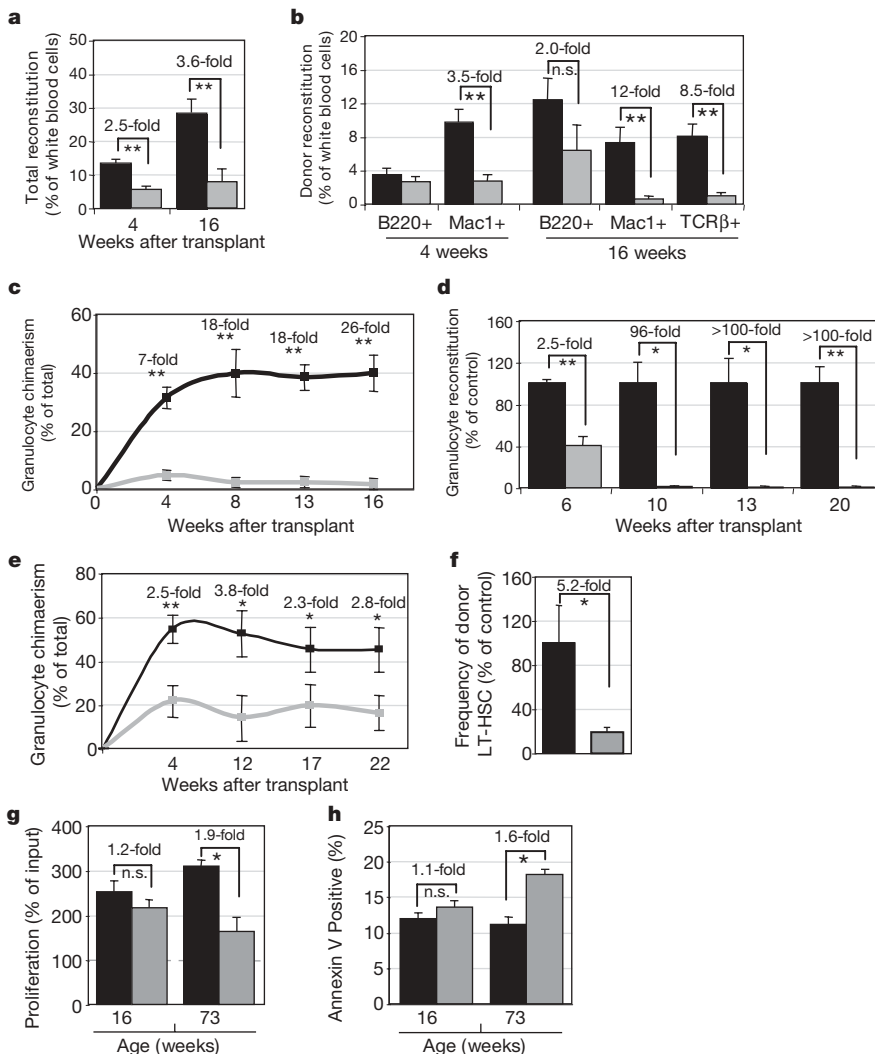 a
Total reconstitution
(% of white blood cells)
50
40
30
20
10
0
3.6-fold
**
2.5-fold
**
4 16
Weeks after transplant
b
Donor reconstitution
(% of white blood cells)
20
16
12
8
4
0
2.0-fold
n.s.
3.5-fold
**
12-fold
**
8.5-fold
**
B220+ Mac1+ B220+ Mac1+ TCRβ+
4 weeks 16 weeks
c
Granulocyte chimaerism
(% of total)
60
40
20
0
7-fold
**
18-fold
**
18-fold
**
26-fold
**
0 4 8 13 16
Weeks after transplant
d
Granulocyte reconstitution
(% of control)
160
120
80
40
0
2.5-fold
**
96-fold
*
>100-fold
*
>100-fold
**
6 10 13 20
Weeks after transplant
e
Granulocyte chimaerism
(% of total)
80
60
40
20
0
2.5-fold
**
3.8-fold
*
2.3-fold
*
2.8-fold
*
4 12 17 22
Weeks after transplant
f
Frequency of donor
LT-HSC (% of control)
160
120
80
40
0
5.2-fold
*
g
Proliferation (% of input)
400
300
200
100
0
1.2-fold
n.s.
1.9-fold
*
16 73
Age (weeks)
h
Annexin V Positive (%)
25
20
15
10
5
0
1.1-fold
n.s.
1.6-fold
*
16 73
Age (weeks)